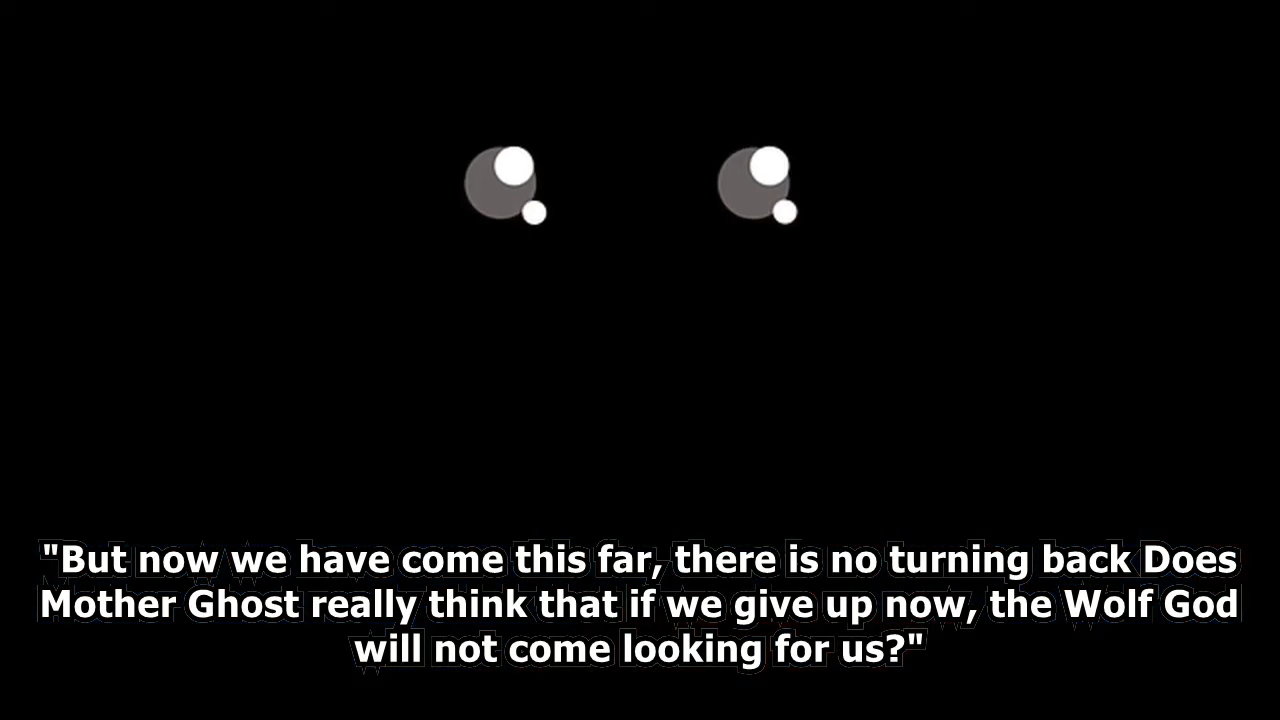 "But now we have come this far, there is no turning back Does
Mother Ghost really think that if we give up now, the Wolf God
will not come looking for us?"